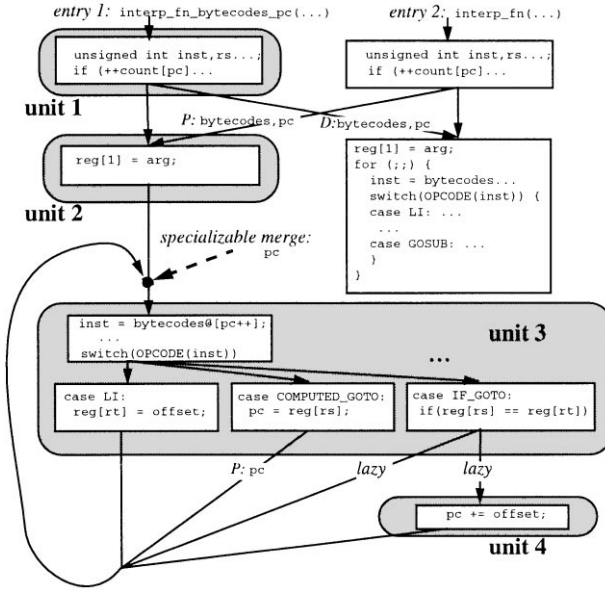 entry 1: interp_fn_bytecodes_pc(...)
entry 2: interp_fn(...)
unsigned int inst,rs...;
if (++count[pc]...
unsigned int inst,rs...;
if (++count[pc]...
unit 1
P: bytecodes,pc
D:bytecodes,pc
reg[1] = arg;
unit 2
reg[1] = arg;
for (;;) {
inst = bytecodes...
switch(OPCODE(inst)) {
case LI: ...
...
case GOSUB: ...
}
}
specializable merge:
pc
inst = bytecodes@[pc++];
...
switch(OPCODE(inst))
unit 3
...
case LI:
reg[rt] = offset;
case COMPUTED_GOTO:
pc = reg[rs];
case IF_GOTO:
if(reg[rs] == reg[rt])
P: pc
lazy
lazy
pc += offset;
unit 4